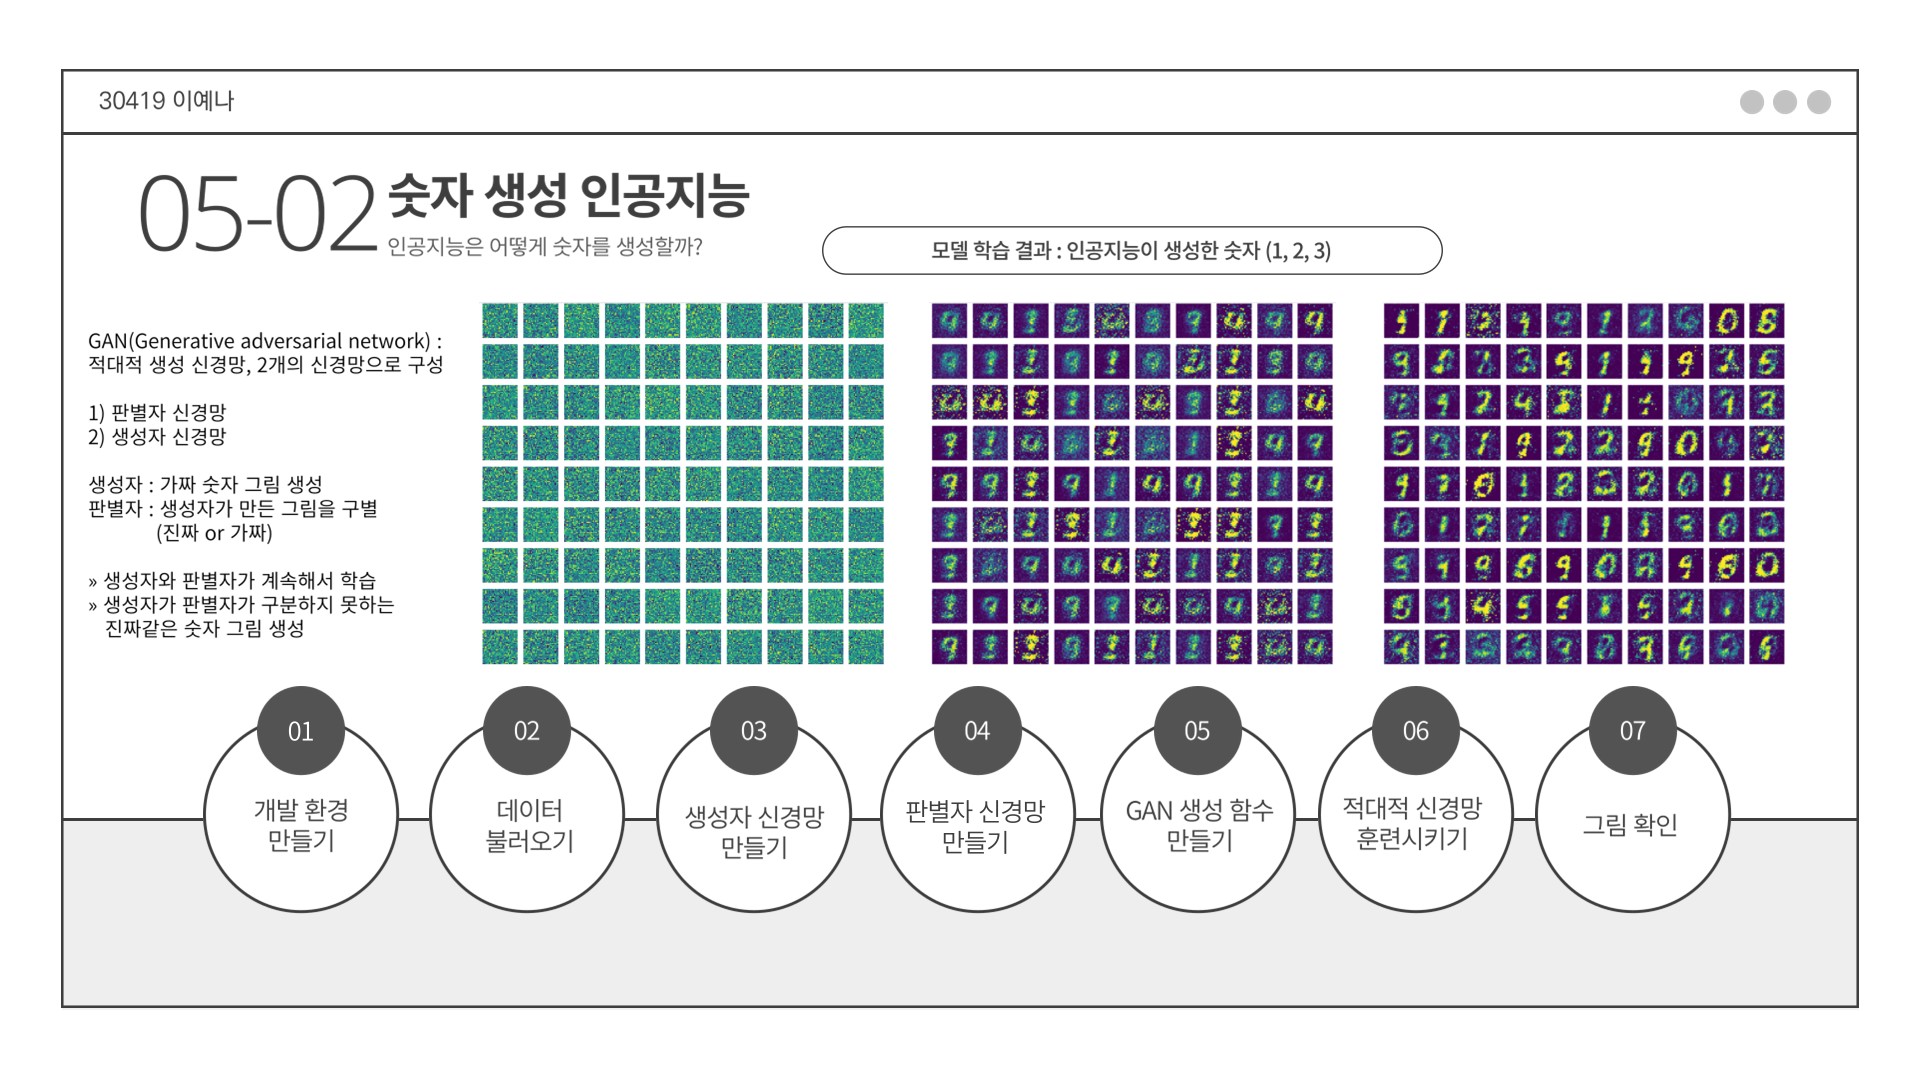 30419 이예나
05-02
숫자 생성 인공지능
인공지능은 어떻게 숫자를 생성할까?
모델 학습 결과 : 인공지능이 생성한 숫자 (1, 2, 3)
GAN(Generative adversarial network) :
적대적 생성 신경망, 2개의 신경망으로 구성
1) 판별자 신경망
2) 생성자 신경망
생성자 : 가짜 숫자 그림 생성
판별자 : 생성자가 만든 그림을 구별
(진짜 or 가짜)
» 생성자와 판별자가 계속해서 학습
» 생성자가 판별자가 구분하지 못하는
진짜같은 숫자 그림 생성
01
개발 환경
만들기
02
데이터
불러오기
03
생성자 신경망
만들기
04
판별자 신경망
만들기
05
GAN 생성 함수
만들기
06
적대적 신경망
훈련시키기
07
그림 확인